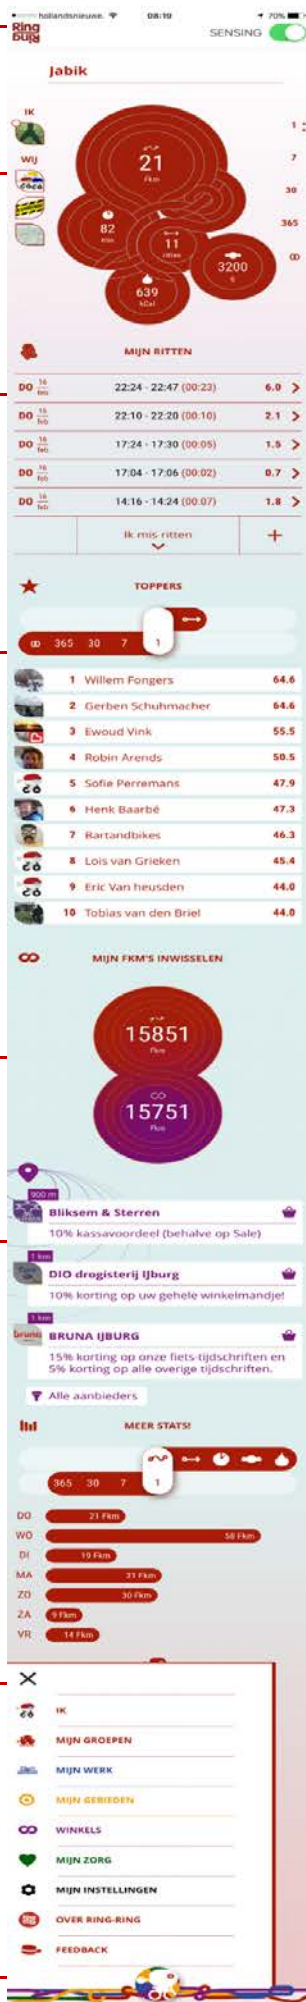 hollandsnieuwe. 08:19 70%
Ring Ring
SENSING
Jabik
IK
WIJ
1
7
30
365
21
Fkm
82
min
11
ritten
3200
639
kCal
MIJN RITTEN
DO 16 feb 22:24 - 22:47 (00:23) 6.0
DO 16 feb 22:10 - 22:20 (00:10) 2.1
DO 16 feb 17:24 - 17:30 (00:05) 1.5
DO 16 feb 17:04 - 17:06 (00:02) 0.7
DO 16 feb 14:16 - 14:24 (00:07) 1.8
Ik mis ritten +
TOPPERS
365 30 7 1
1 Willem Fongers 64.6
2 Gerben Schuhmacher 64.6
3 Ewoud Vink 55.5
4 Robin Arends 50.5
5 Sofie Perremans 47.9
6 Henk Baarbé 47.3
7 Bartandbikes 46.3
8 Lois van Grieken 45.4
9 Eric Van heusden 44.0
10 Tobias van den Briel 44.0
MIJN FKM'S INWISSELEN
15851
Fkm
15751
Fkm
900 m
Bliksem & Sterren
10% kassavoordeel (behalve op Sale)
1 km
DIO drogisterij IJburg
10% korting op uw gehele winkelmandje!
1 km
bruna
BRUNA IJBURG
15% korting op onze fiets-tijdschriften en
5% korting op alle overige tijdschriften.
Alle aanbieders
MEER STATS!
365 30 7 1
DO 21 Fkm
WO 58 Fkm
DI 19 Fkm
MA 31 Fkm
ZO 30 Fkm
ZA 9 Fkm
VR 14 Fkm
IK
MIJN GROEPEN
MIJN WERK
MIJN GEBIEDEN
WINKELS
MIJN ZORG
MIJN INSTELLINGEN
OVER RING-RING
FEEDBACK